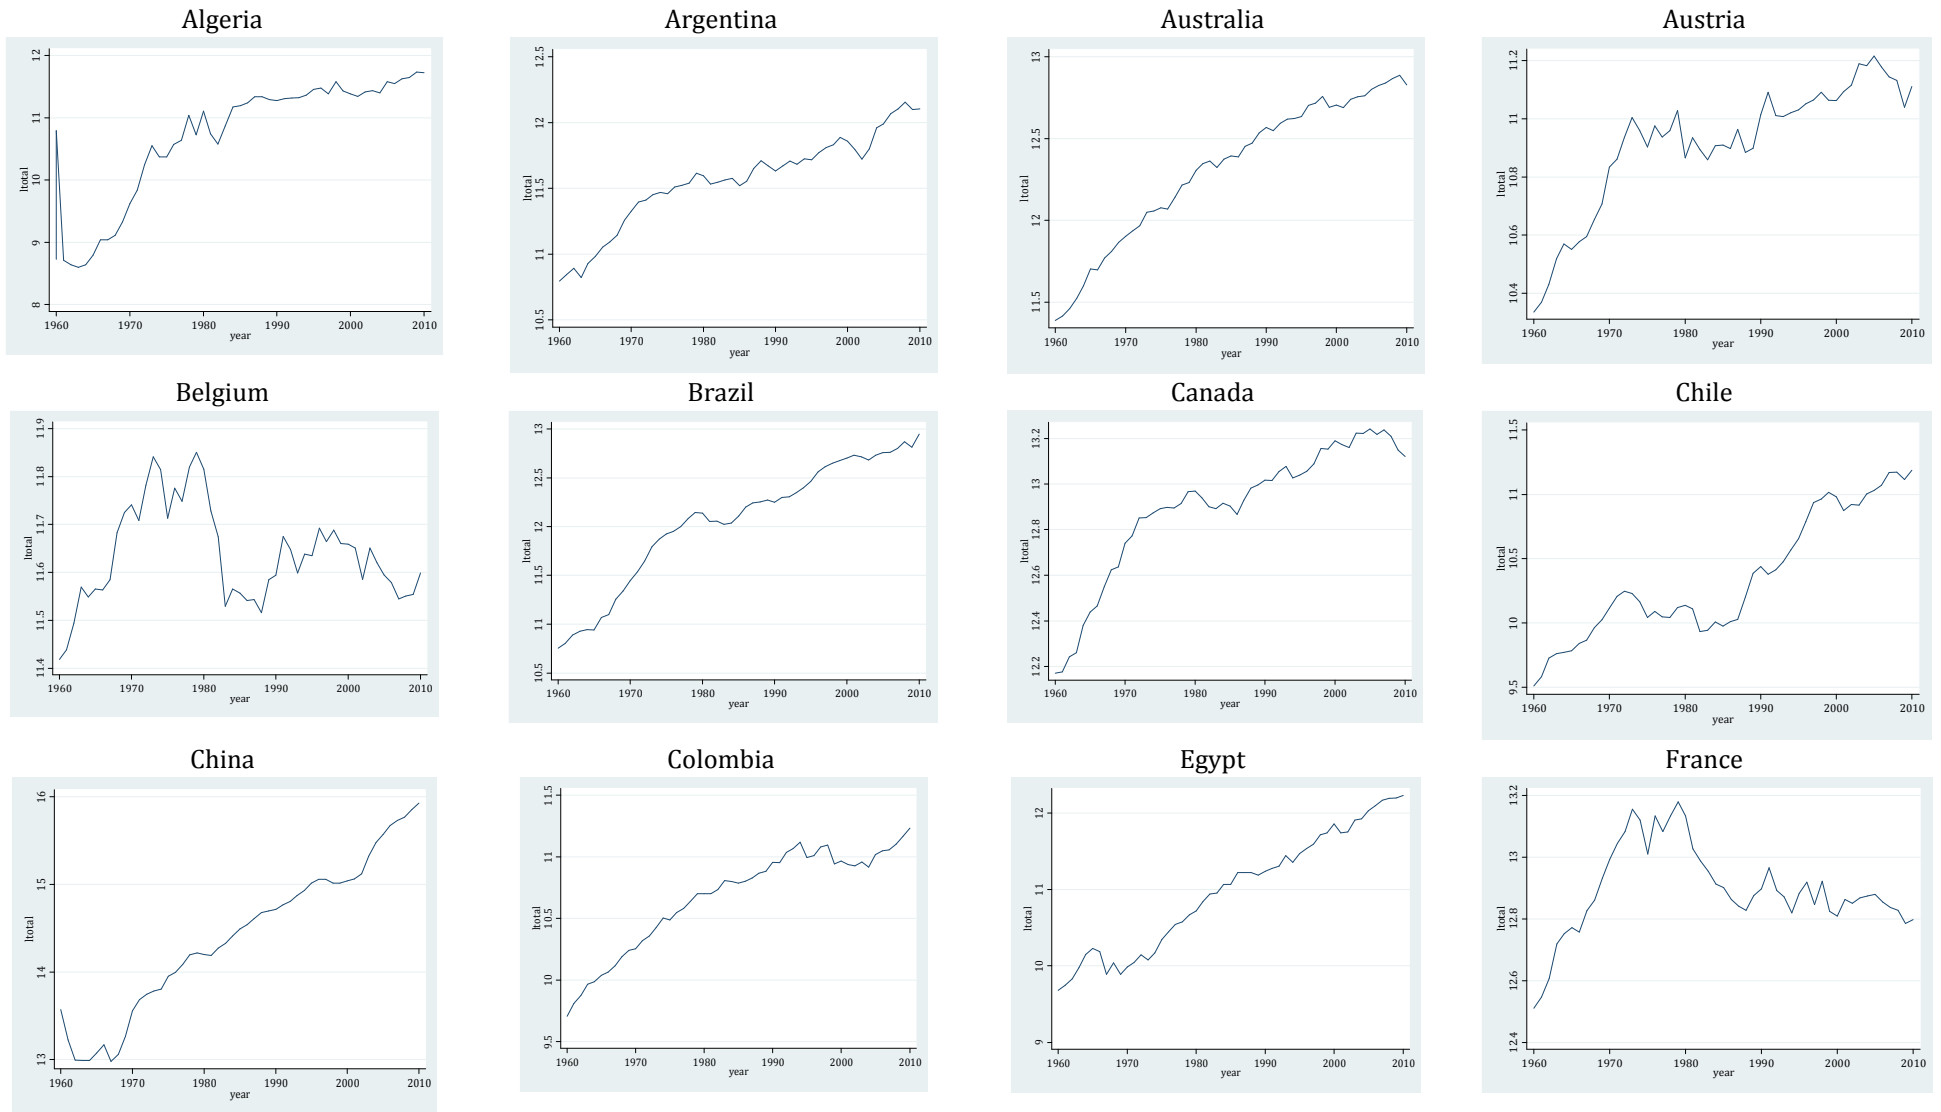 Algeria
Argentina
Australia
Austria
12
11
10
9
8
ltotal
1960 1970 1980 1990 2000 2010
year
12.5
12
11.5
11
10.5
ltotal
1960 1970 1980 1990 2000 2010
year
13
12.5
12
11.5
ltotal
1960 1970 1980 1990 2000 2010
year
11.2
11
10.8
10.6
10.4
ltotal
1960 1970 1980 1990 2000 2010
year
Belgium
Brazil
Canada
Chile
11.9
11.8
11.7
11.6
11.5
11.4
ltotal
1960 1970 1980 1990 2000 2010
year
13
12.5
12
11.5
11
10.5
ltotal
1960 1970 1980 1990 2000 2010
year
13.2
13
12.8
12.6
12.4
12.2
ltotal
1960 1970 1980 1990 2000 2010
year
11.5
11
10.5
10
9.5
ltotal
1960 1970 1980 1990 2000 2010
year
China
Colombia
Egypt
France
16
15
14
13
ltotal
1960 1970 1980 1990 2000 2010
year
11.5
11
10.5
10
9.5
ltotal
1960 1970 1980 1990 2000 2010
year
12
11
10
9
ltotal
1960 1970 1980 1990 2000 2010
year
13.2
13
12.8
12.6
12.4
ltotal
1960 1970 1980 1990 2000 2010
year